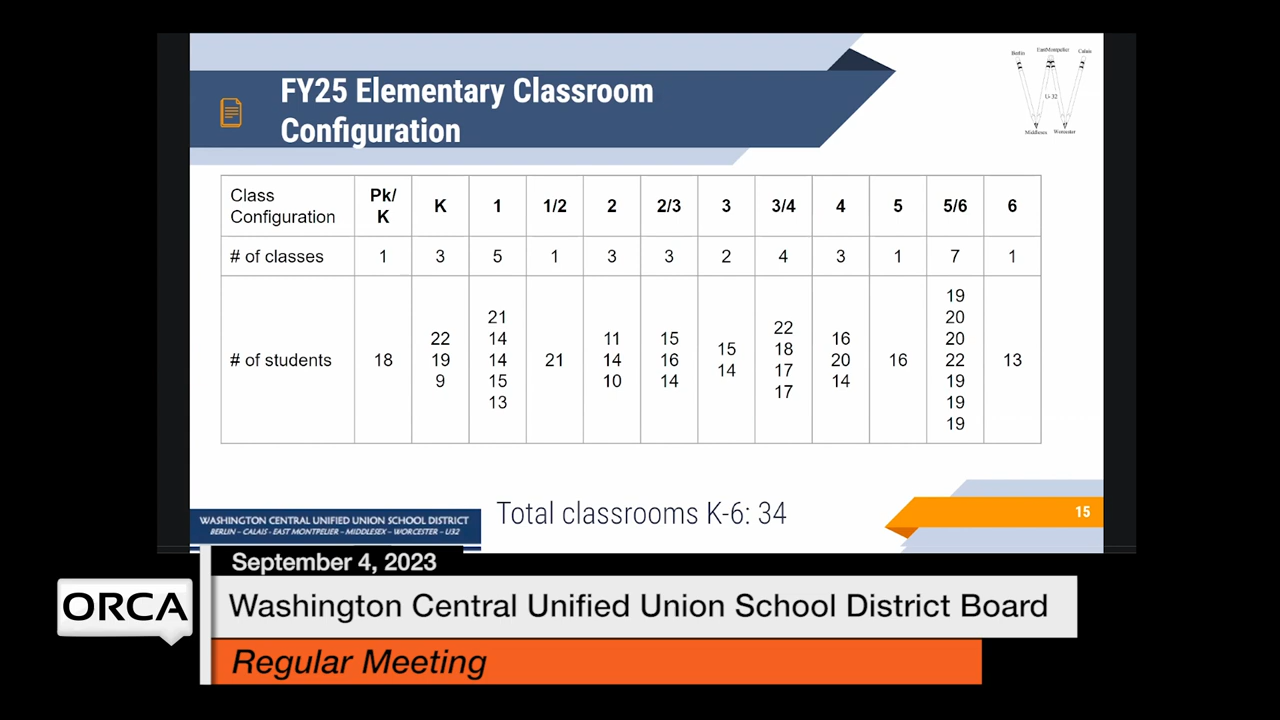 FY25 Elementary Classroom
Configuration
Berlin EastMontpelier Calais
U-32
Middlesex Worcester
Class Configuration Pk/K K 1 1/2 2 2/3 3 3/4 4 5 5/6 6
# of classes 1 3 5 1 3 3 2 4 3 1 7 1
# of students
18
22
19
9
21
14
14
15
13
21
11
14
10
15
16
14
15
14
22
18
17
17
16
20
14
16
19
20
20
22
19
19
19
13
Total classrooms K-6: 34
15
WASHINGTON CENTRAL UNIFIED UNION SCHOOL DISTRICT
BERLIN – CALAIS - EAST MONTPELIER – MIDDLESEX – WORCESTER – U32
September 4, 2023
ORCA
Washington Central Unified Union School District Board
Regular Meeting